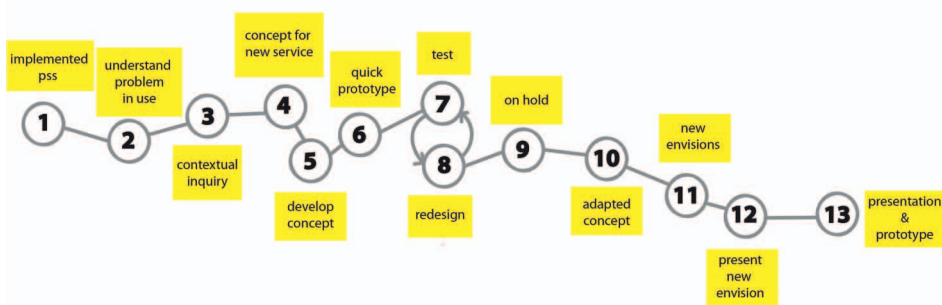 implemented
pss
1
understand
problem
in use
2
3
contextual
inquiry
concept for
new service
4
5
develop
concept
quick
prototype
6
test
7
8
redesign
on hold
9
10
adapted
concept
new
envisions
11
12
present
new
envision
13
presentation
&
prototype